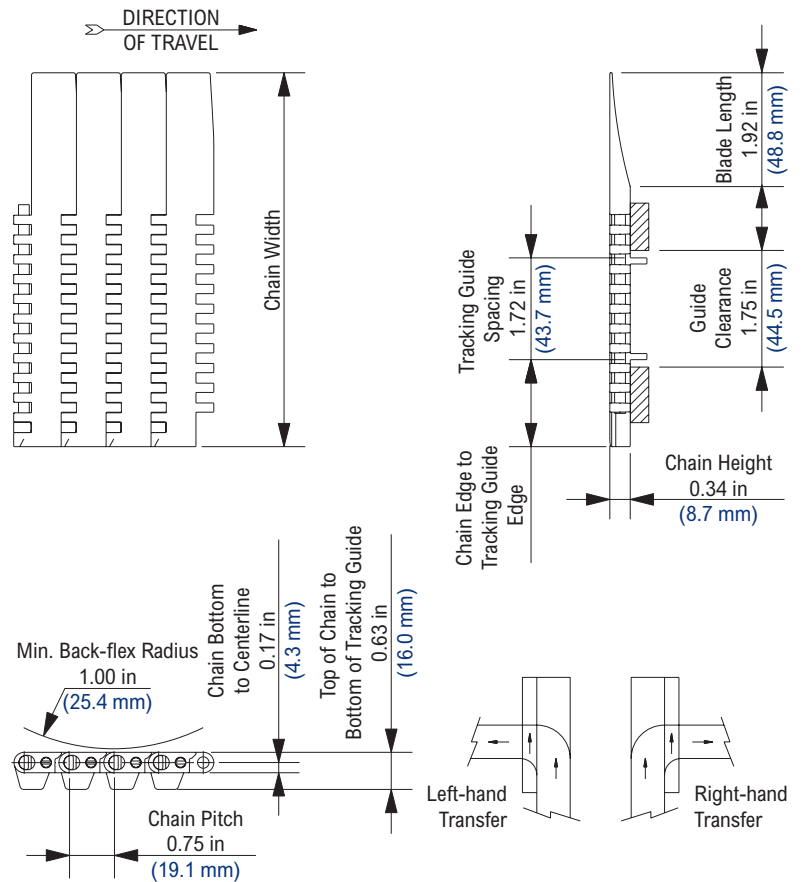 DIRECTION
OF TRAVEL
Chain Width
Blade Length
1.92 in
(48.8 mm)
Tracking Guide
Spacing
1.72 in
(43.7 mm)
Guide
Clearance
1.75 in
(44.5 mm)
Chain Edge to
Tracking Guide
Edge
Chain Height
0.34 in
(8.7 mm)
Chain Bottom
to Centerline
0.17 in
(4.3 mm)
Top of Chain to
Bottom of Tracking Guide
0.63 in
(16.0 mm)
Min. Back-flex Radius
1.00 in
(25.4 mm)
Chain Pitch
0.75 in
(19.1 mm)
Left-hand
Transfer
Right-hand
Transfer